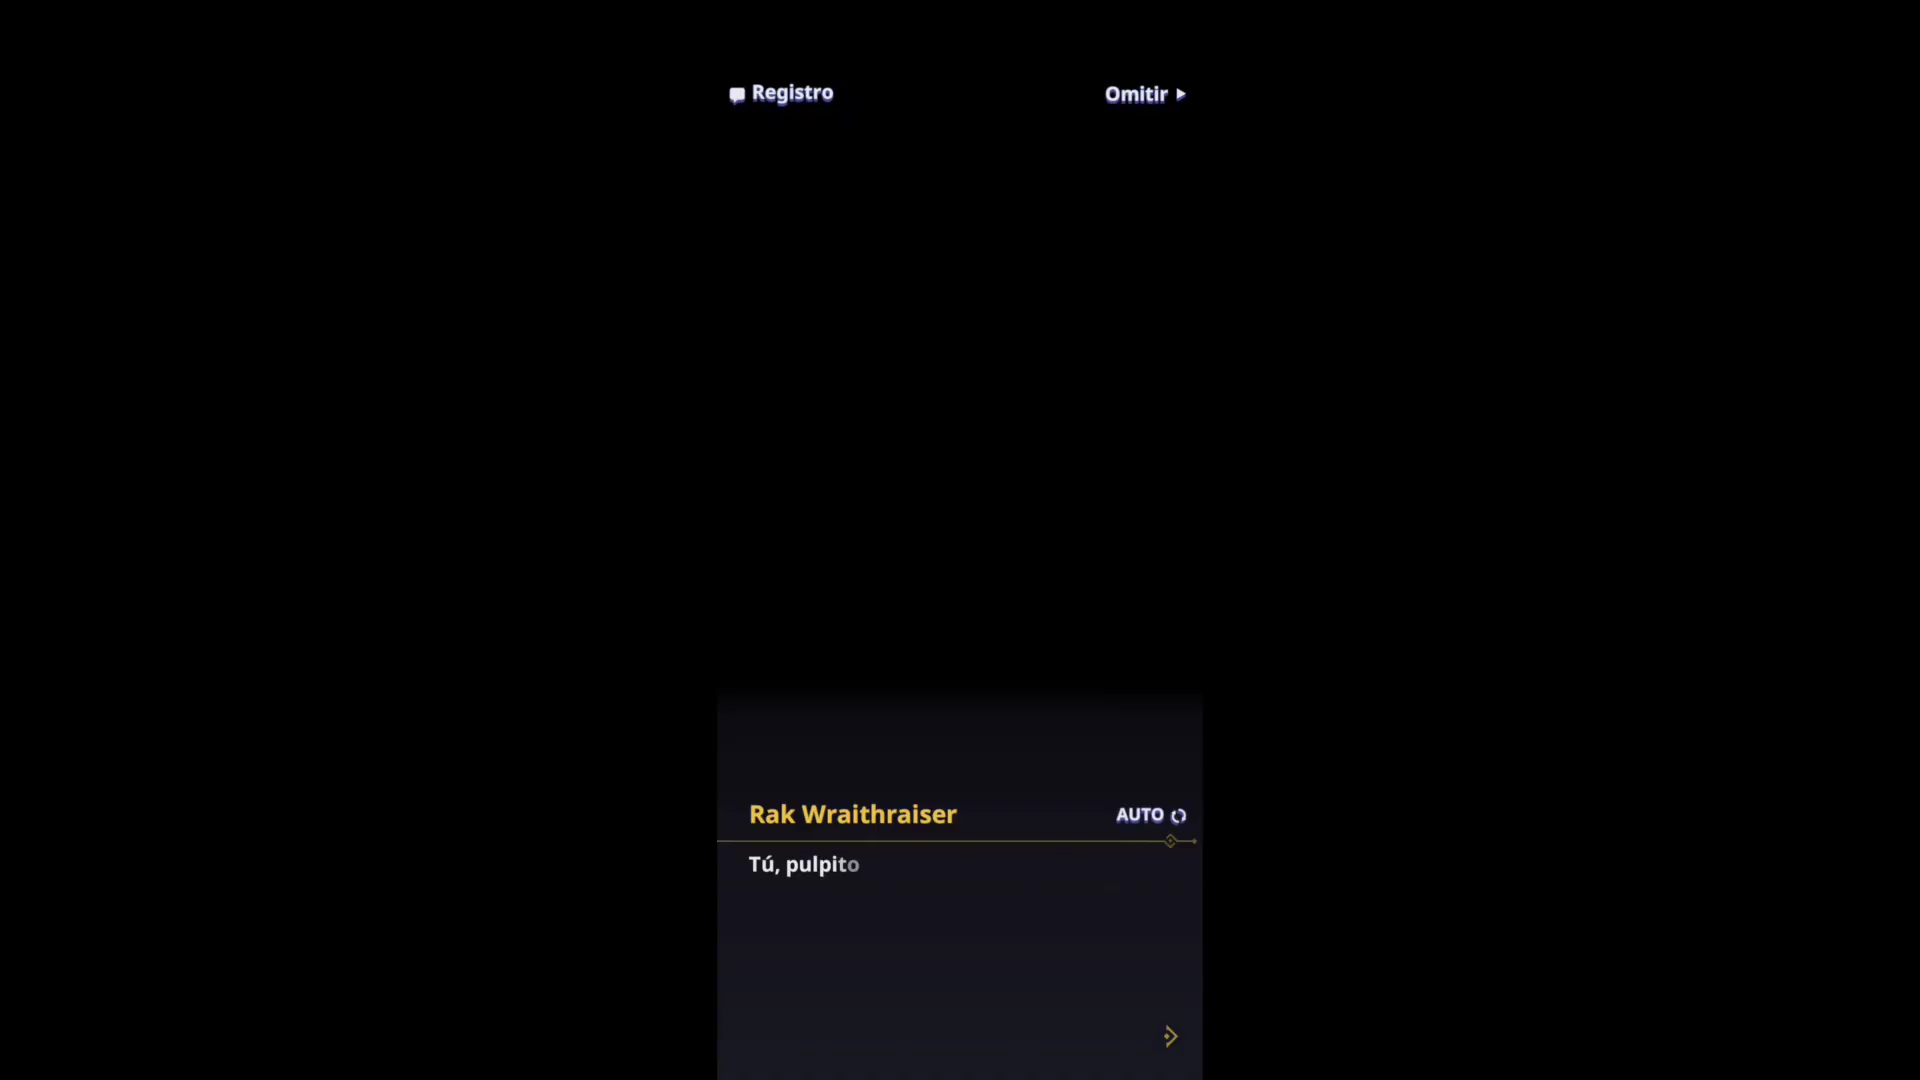 Registro
Omitir
Rak Wraithraiser
AUTO
Tú, pulpito